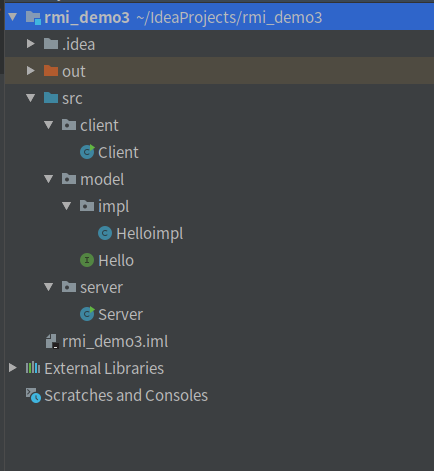 rmi_demo3 ~/IdeaProjects/rmi_demo3
.idea
out
src
client
Client
model
impl
Helloimpl
Hello
server
Server
rmi_demo3.iml
External Libraries
Scratches and Consoles